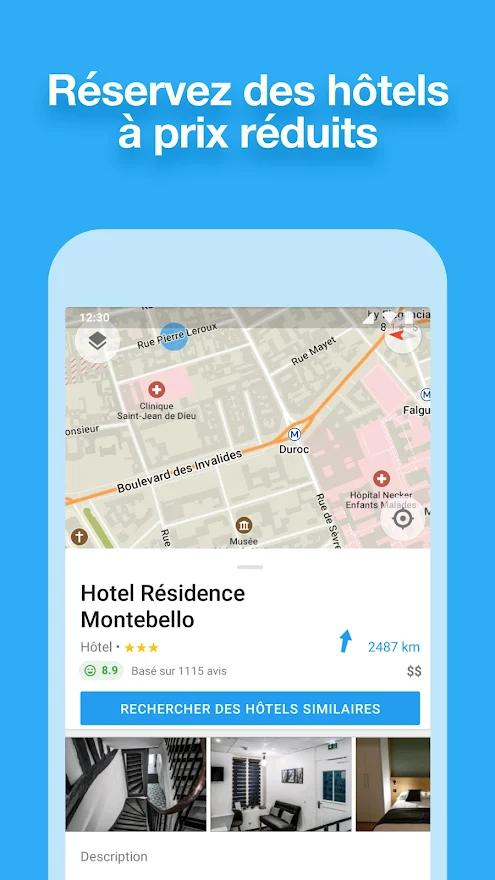 Réservez des hôtels
à prix réduits
12:30
Rue Pierre Leroux
Rue Mayet
Clinique
Saint-Jean de Dieu
Falgu
onsieur
M
Duroc
Boulevard des Invalides
Hôpital Necker
Enfants Malades
Rue de Sèvre
Musée
Hotel Résidence
Montebello
Hôtel • ★★★
2487 km
8.9 Basé sur 1115 avis
$$
RECHERCHER DES HÔTELS SIMILAIRES
Description